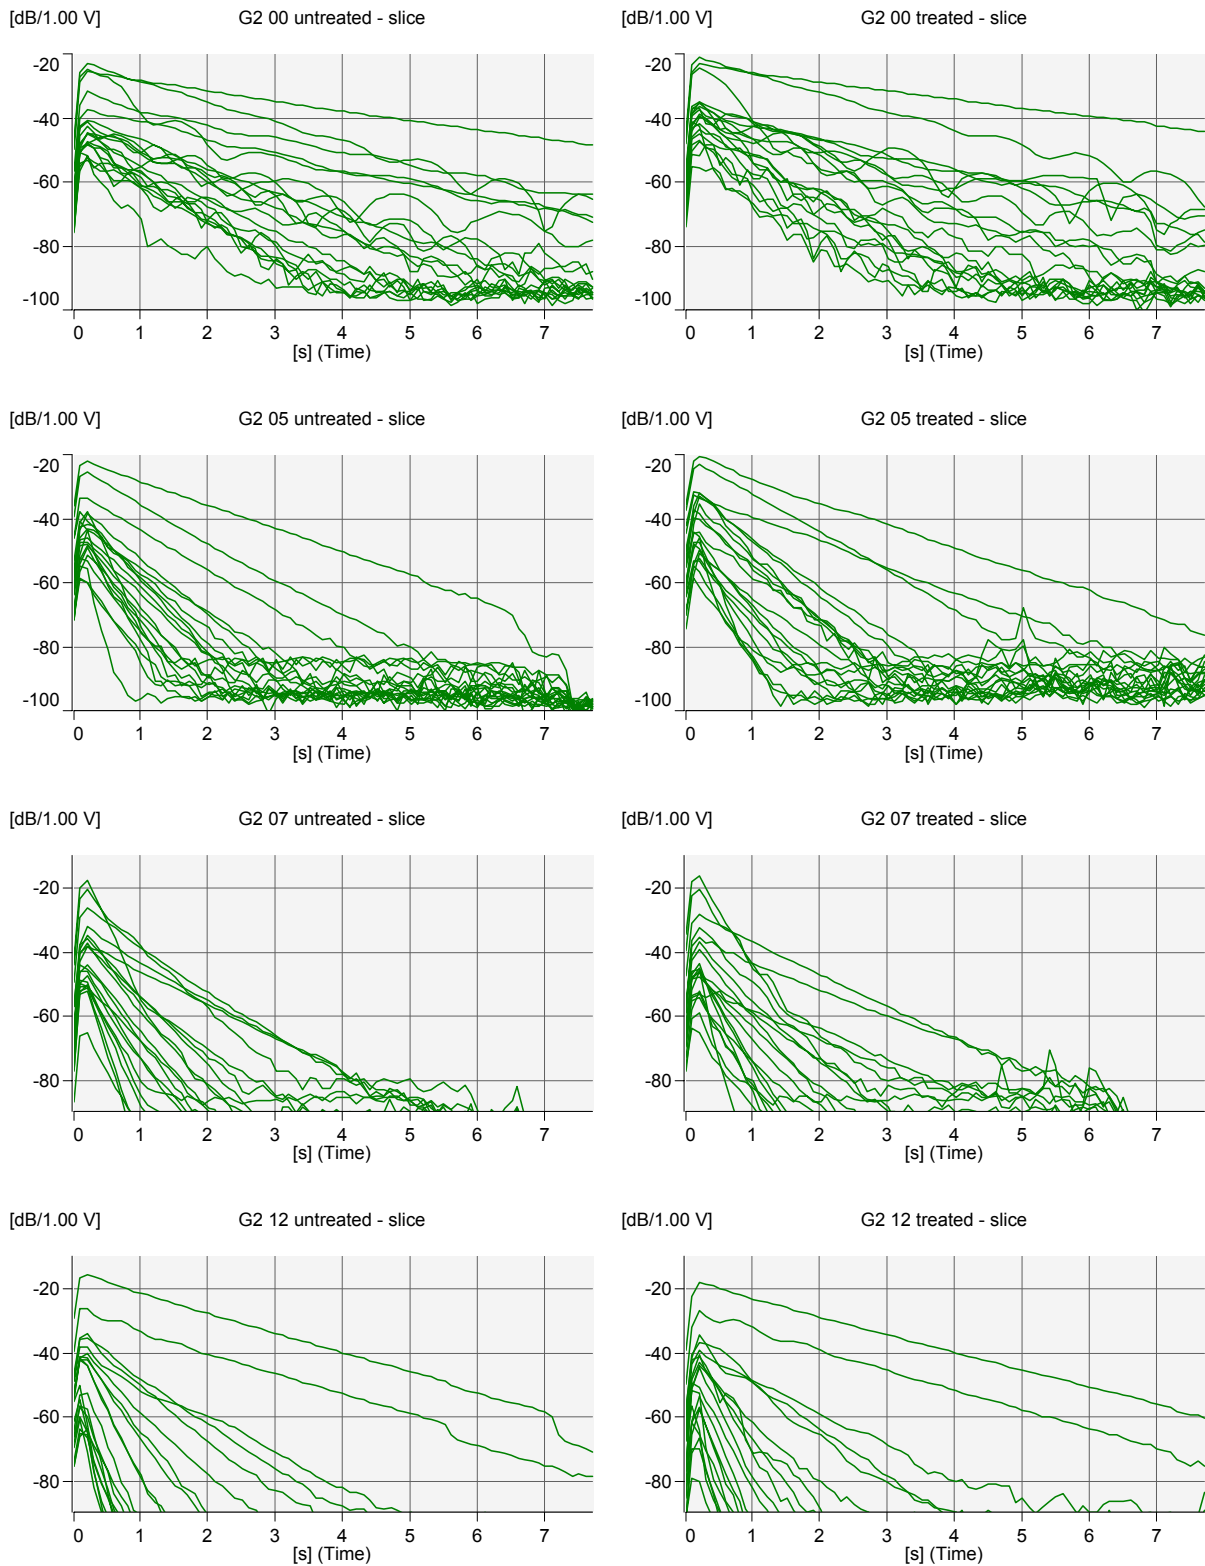 [dB/1.00 V] G2 00 untreated - slice [dB/1.00 V] G2 00 treated - slice
-20 -20
-40 -40
-60 -60
-80 -80
-100 -100
0 1 2 3 4 5 6 7 0 1 2 3 4 5 6 7
[s] (Time) [s] (Time)
[dB/1.00 V] G2 05 untreated - slice [dB/1.00 V] G2 05 treated - slice
-20 -20
-40 -40
-60 -60
-80 -80
-100 -100
0 1 2 3 4 5 6 7 0 1 2 3 4 5 6 7
[s] (Time) [s] (Time)
[dB/1.00 V] G2 07 untreated - slice [dB/1.00 V] G2 07 treated - slice
-20 -20
-40 -40
-60 -60
-80 -80
0 1 2 3 4 5 6 7 0 1 2 3 4 5 6 7
[s] (Time) [s] (Time)
[dB/1.00 V] G2 12 untreated - slice [dB/1.00 V] G2 12 treated - slice
-20 -20
-40 -40
-60 -60
-80 -80
0 1 2 3 4 5 6 7 0 1 2 3 4 5 6 7
[s] (Time) [s] (Time)